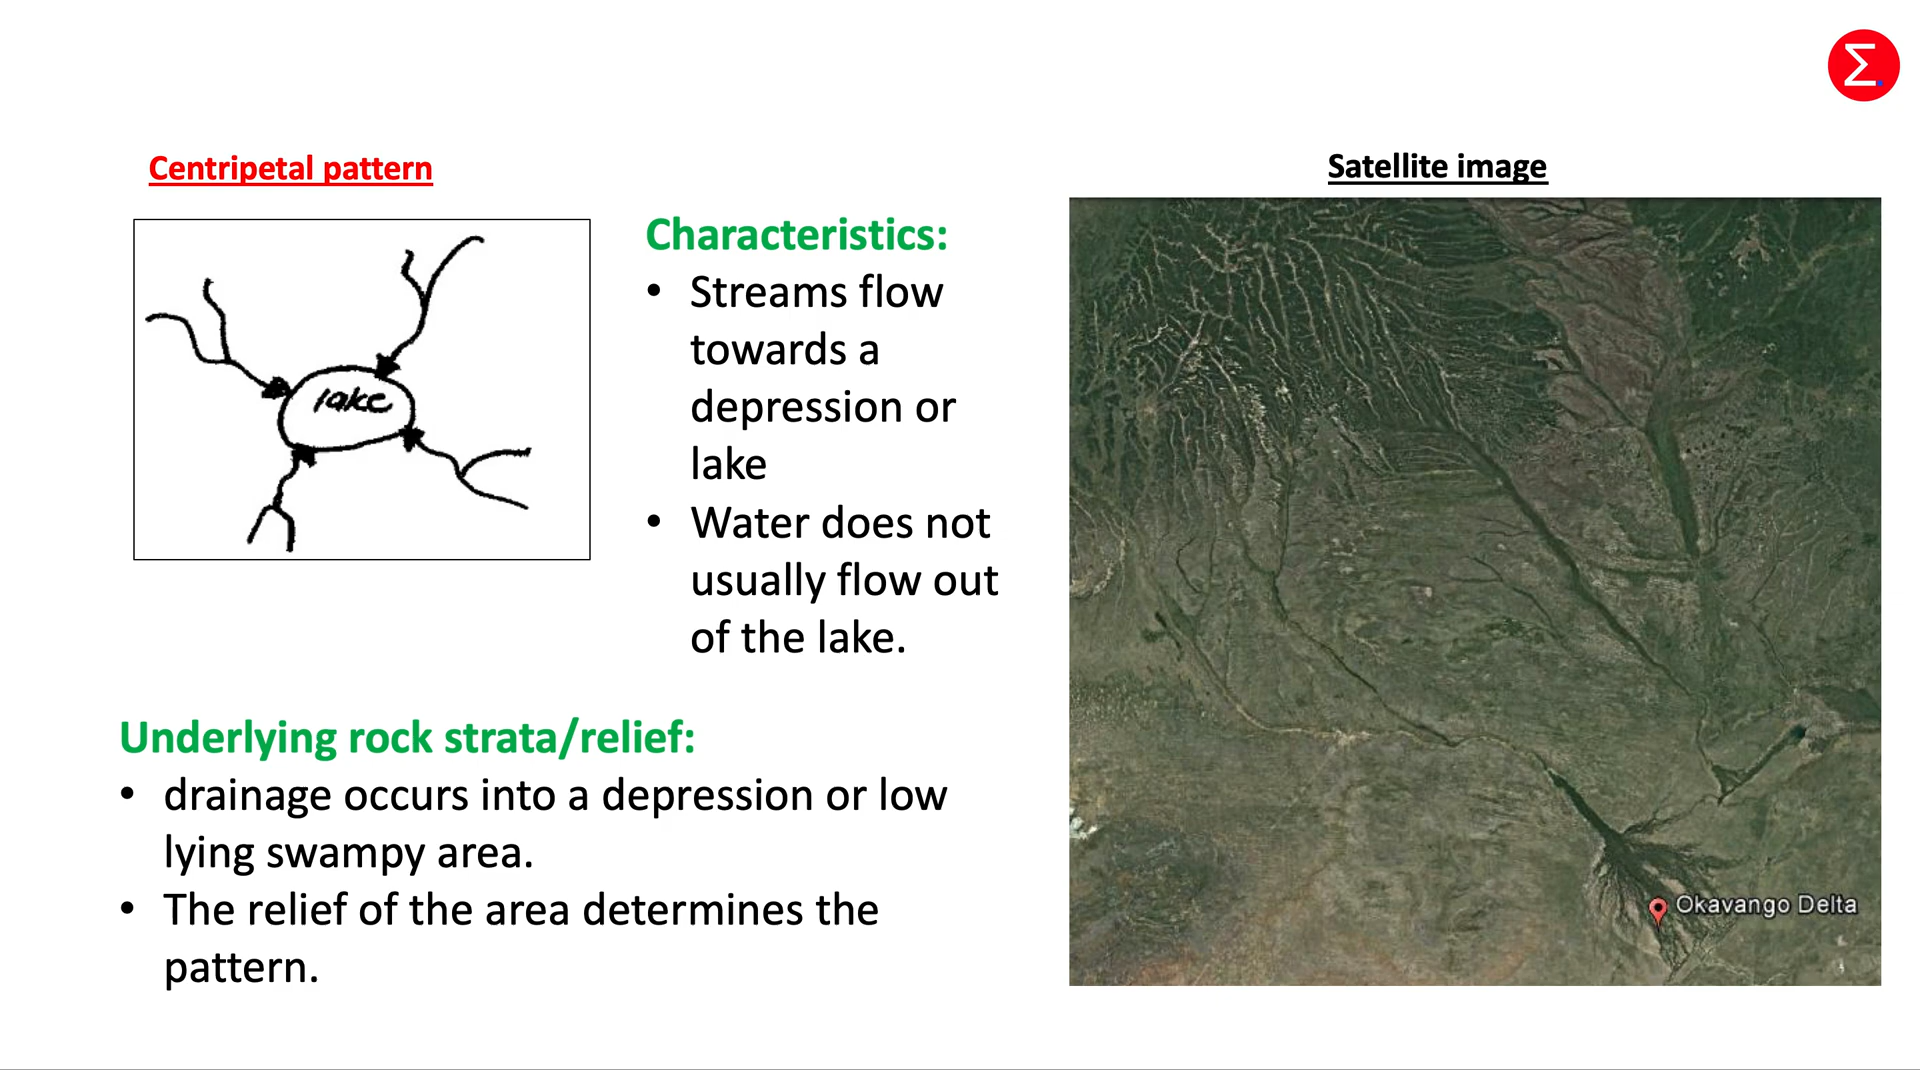 Σ
Centripetal pattern
lake
Characteristics:
• Streams flow
towards a
depression or
lake
• Water does not
usually flow out
of the lake.
Underlying rock strata/relief:
• drainage occurs into a depression or low
lying swampy area.
• The relief of the area determines the
pattern.
Satellite image
Okavango Delta